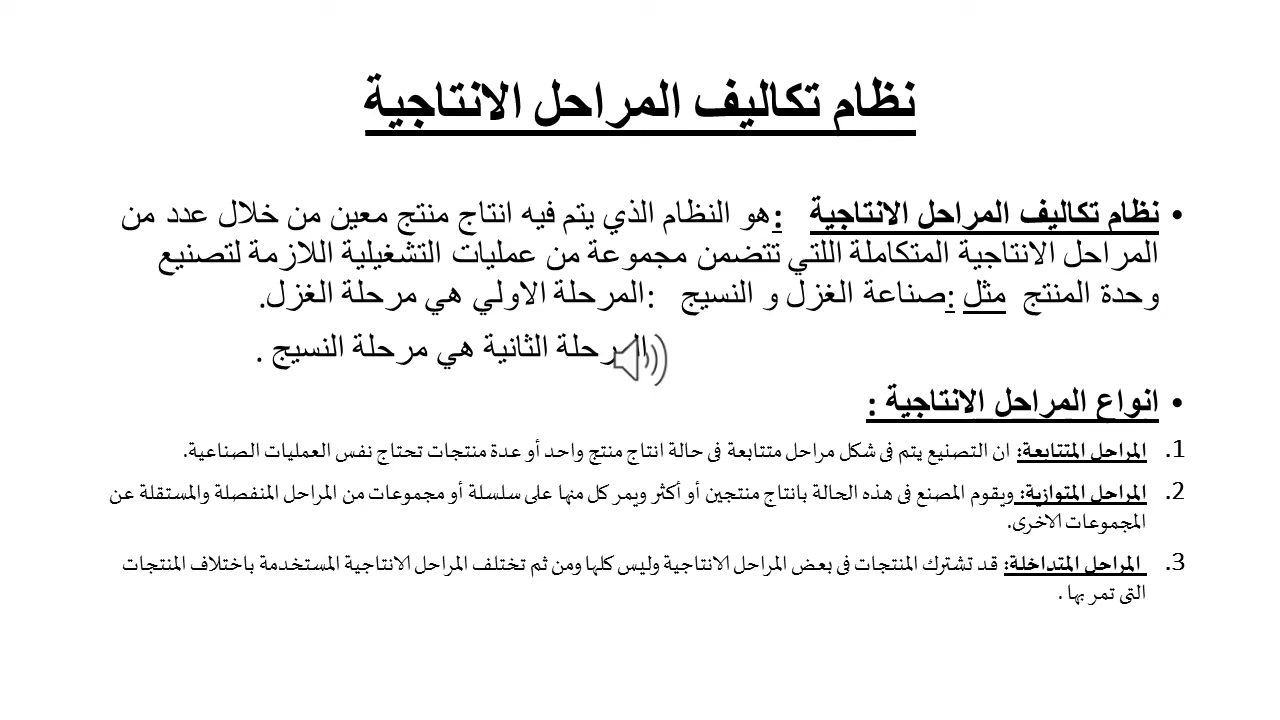 نظام تكاليف المراحل الانتاجية
• نظام تكاليف المراحل الانتاجية : هو النظام الذي يتم فيه انتاج منتج معين من خلال عدد من
المراحل الانتاجية المتكاملة اللتي تتضمن مجموعة من عمليات التشغيلية اللازمة لتصنيع
وحدة المنتج مثل : صناعة الغزل و النسيج : المرحلة الاولي هي مرحلة الغزل.
المرحلة الثانية هي مرحلة النسيج .
• انواع المراحل الانتاجية :
1. المراحل المتتابعة: ان التصنيع يتم فى شكل مراحل متتابعة فى حالة انتاج منتج واحد أو عدة منتجات تحتاج نفس العمليات الصناعية.
2. المراحل المتوازية: ويقوم المصنع فى هذه الحالة بانتاج منتجين أو أكثر ويمر كل منها على سلسلة أو مجموعات من المراحل المنفصلة والمستقلة عن
المجموعات الاخرى.
3. المراحل المتداخلة: قد تشترك المنتجات فى بعض المراحل الانتاجية وليس كلها ومن ثم تختلف المراحل الانتاجية المستخدمة باختلاف المنتجات
التى تمر بها .